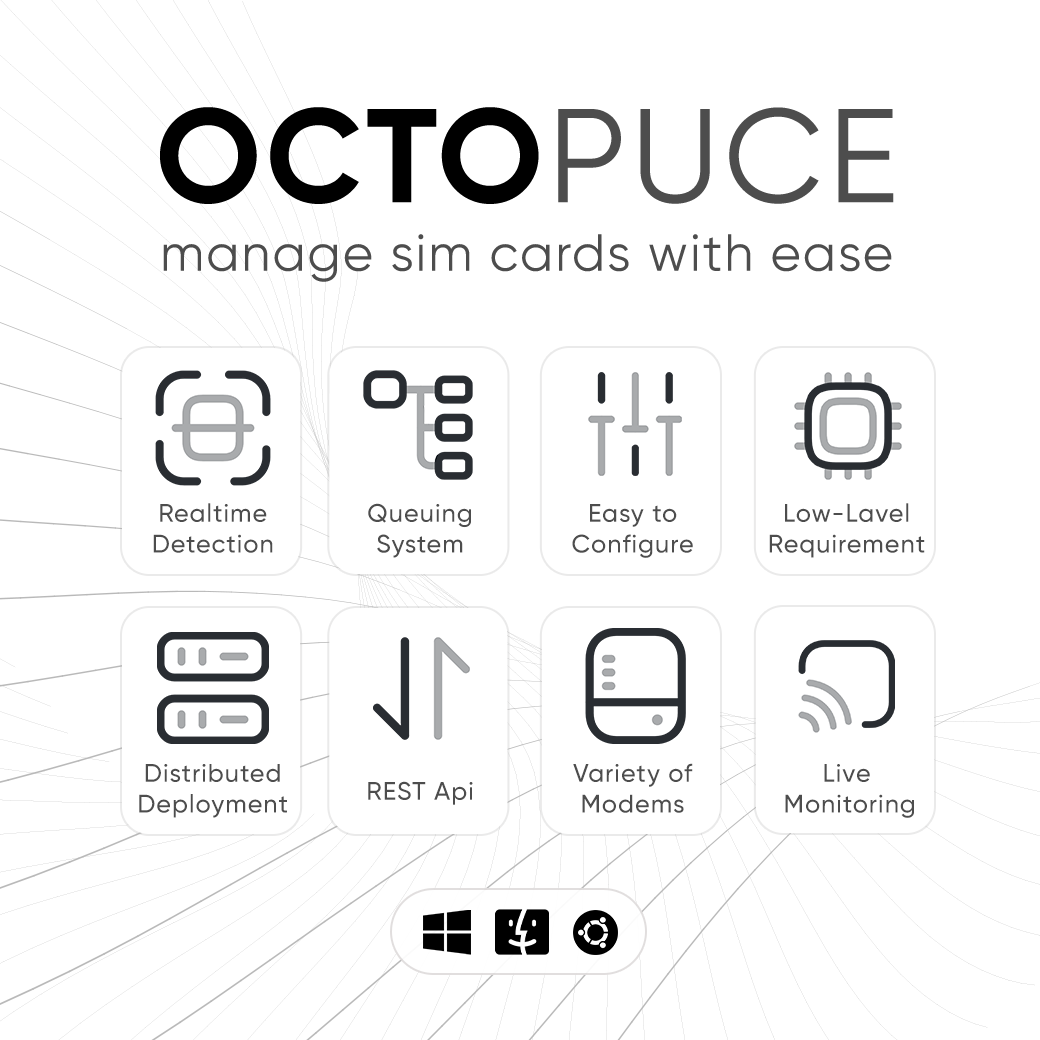 OCTOPUCE
manage sim cards with ease
Realtime
Detection
Queuing
System
Easy to
Configure
Low-Lavel
Requirement
Distributed
Deployment
REST Api
Variety of
Modems
Live
Monitoring